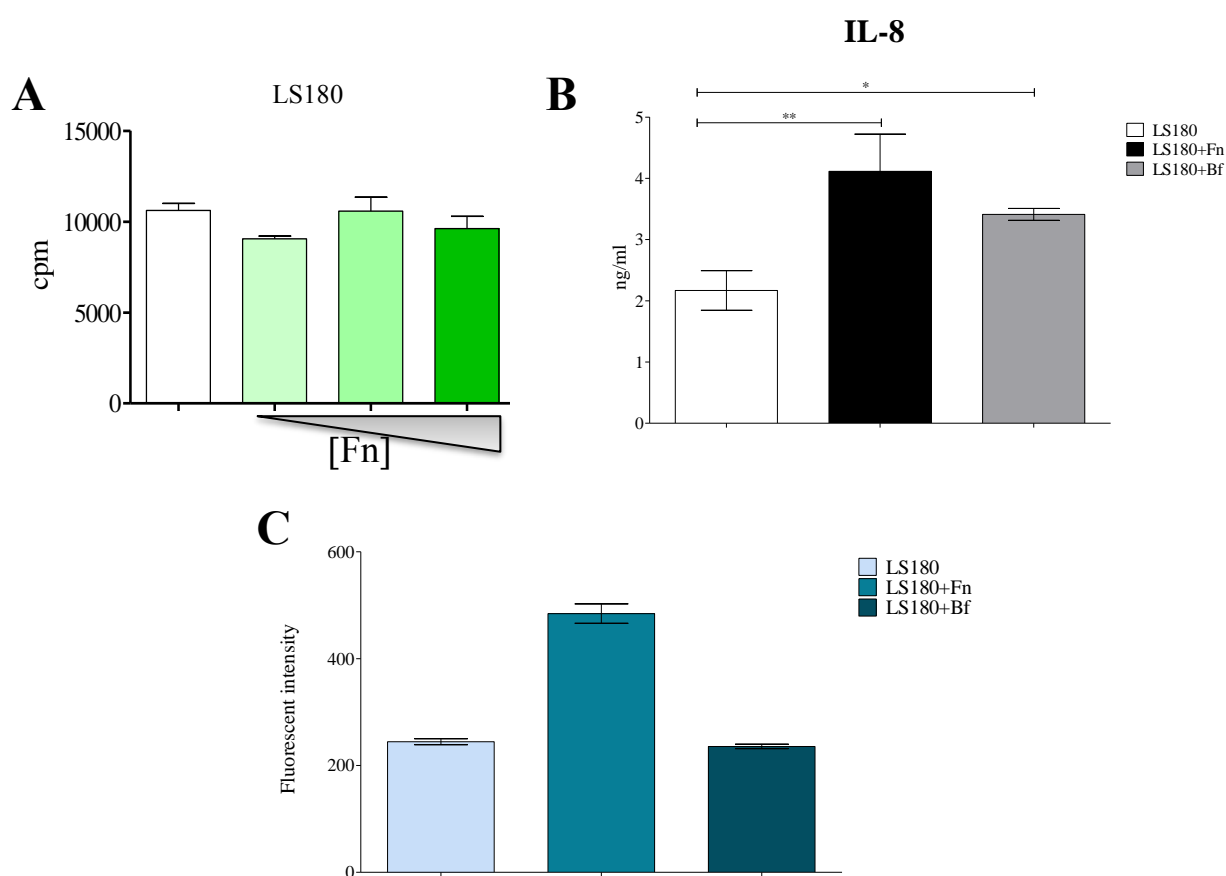 IL-8
A
LS180
15000
10000
5000
0
cpm
[Fn]
B
*
**
5
4
3
2
1
0
ng/ml
LS180
LS180+Fn
LS180+Bf
C
600
400
200
0
Fluorescent intensity
LS180
LS180+Fn
LS180+Bf